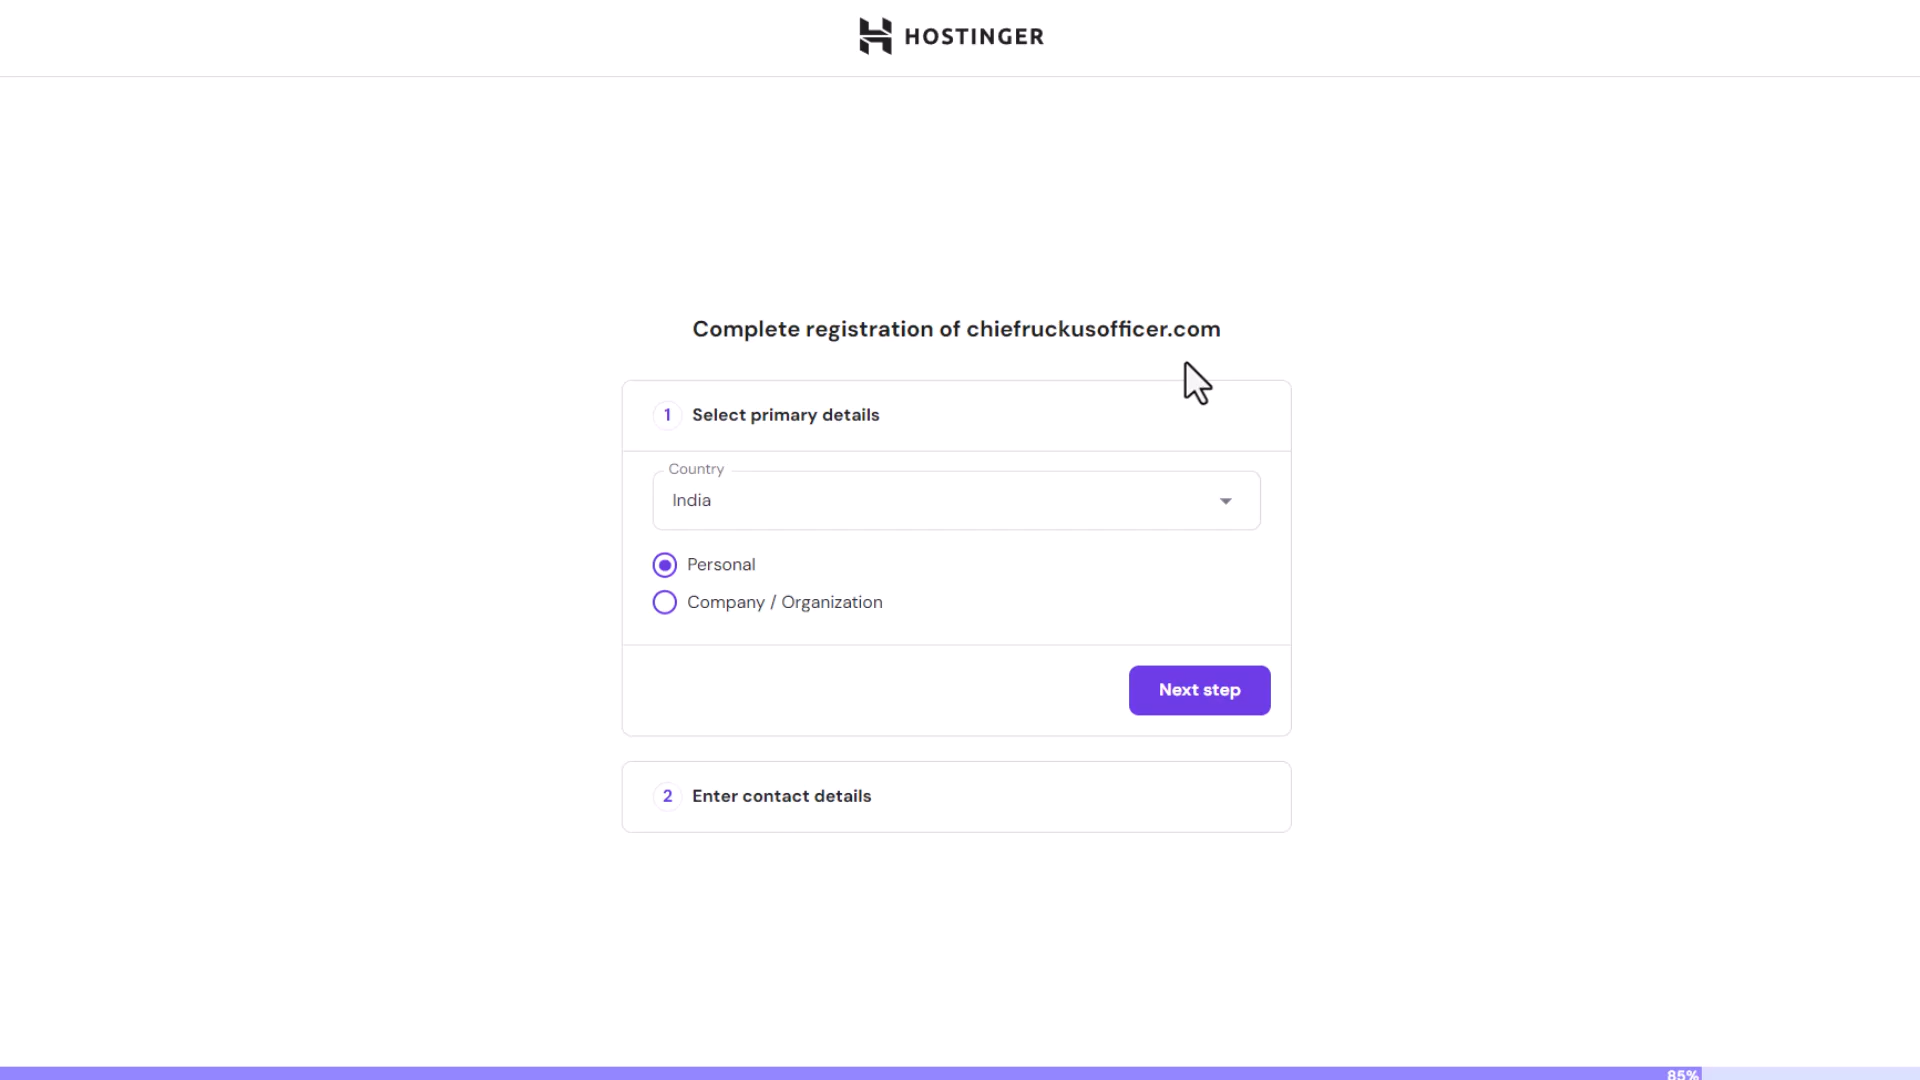 HOSTINGER
Complete registration of chiefruckusofficer.com
1 Select primary details
Country
India
Personal
Company / Organization
Next step
2 Enter contact details
85%